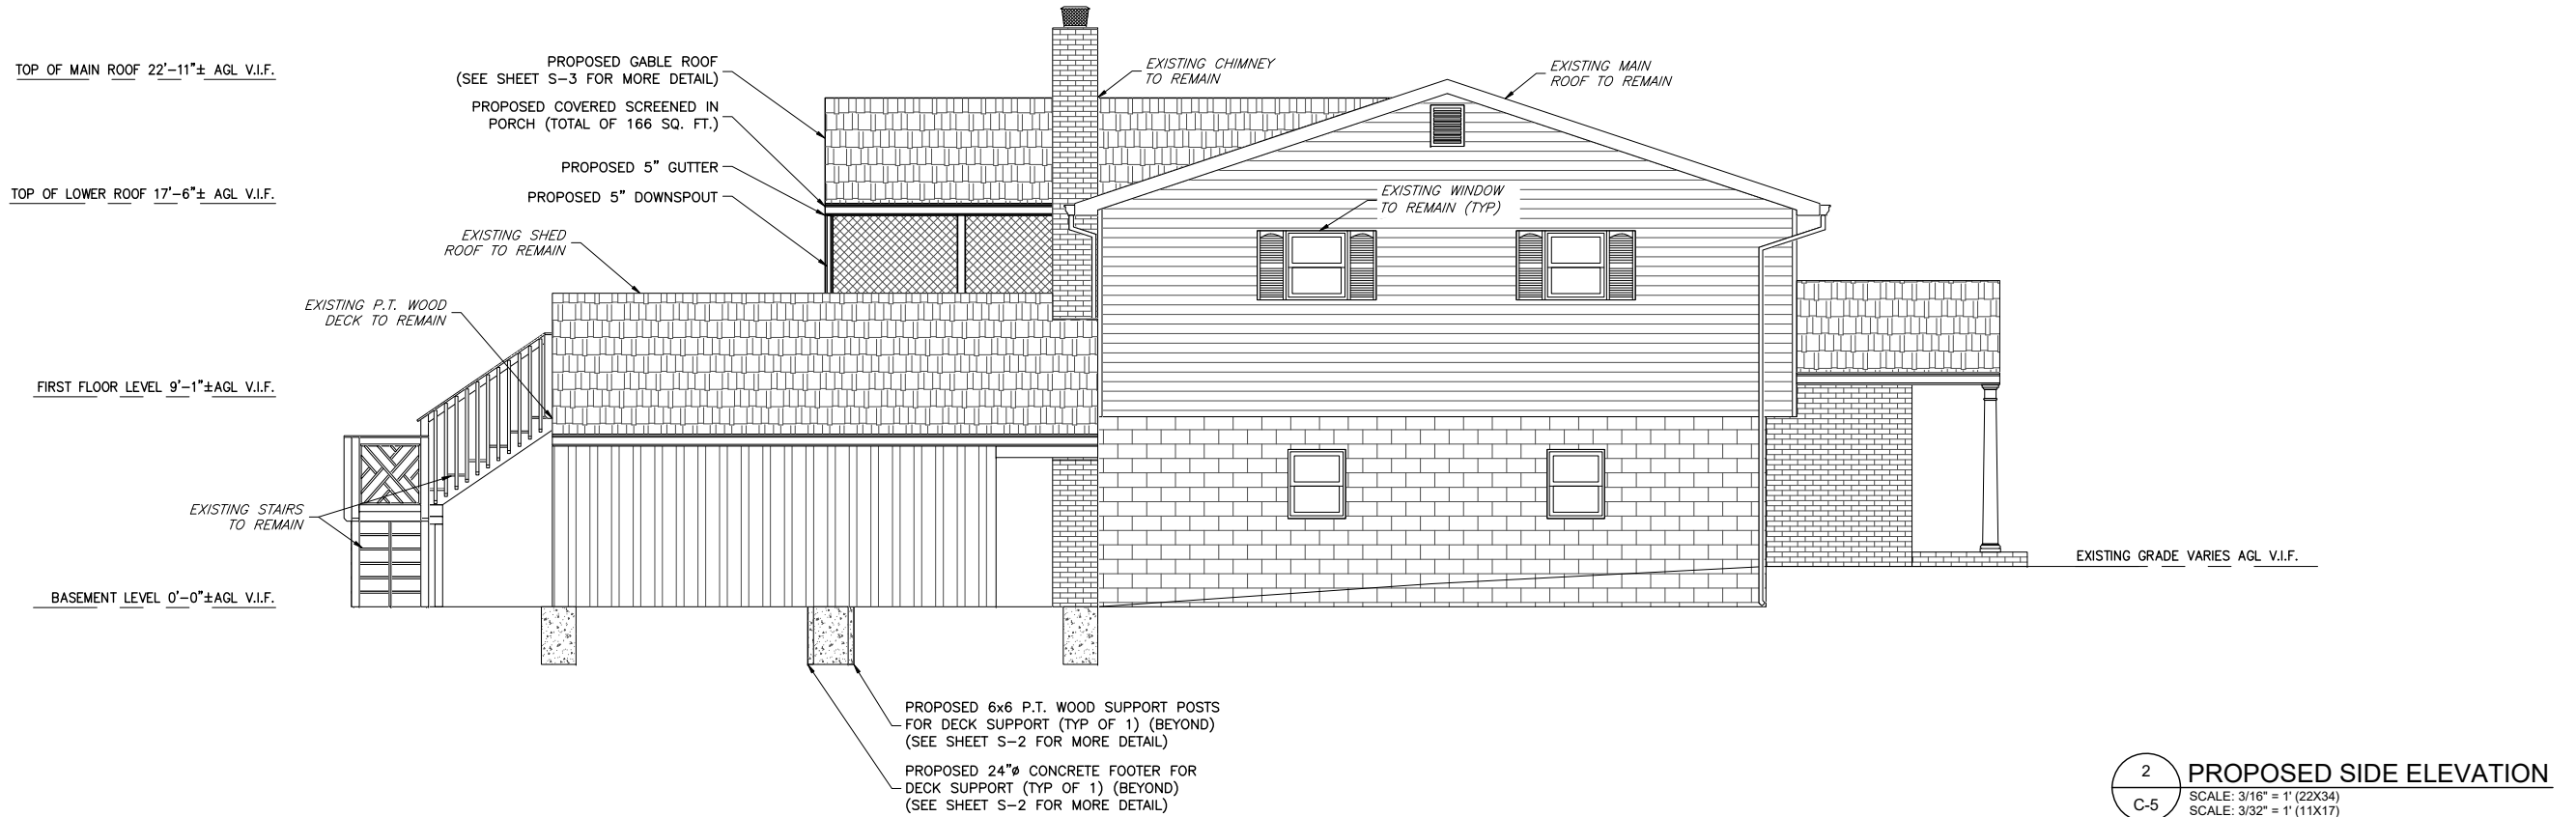 TOP OF MAIN ROOF 22'-11"± AGL V.I.F.
TOP OF LOWER ROOF 17'-6"± AGL V.I.F.
FIRST FLOOR LEVEL 9'-1"±AGL V.I.F.
BASEMENT LEVEL 0'-0"±AGL V.I.F.
PROPOSED GABLE ROOF
(SEE SHEET S-3 FOR MORE DETAIL)
PROPOSED COVERED SCREENED IN
PORCH (TOTAL OF 166 SQ. FT.)
PROPOSED 5" GUTTER
PROPOSED 5" DOWNSPOUT
EXISTING SHED
ROOF TO REMAIN
EXISTING P.T. WOOD
DECK TO REMAIN
EXISTING STAIRS
TO REMAIN
EXISTING CHIMNEY
TO REMAIN
EXISTING MAIN
ROOF TO REMAIN
EXISTING WINDOW
TO REMAIN (TYP)
EXISTING GRADE VARIES AGL V.I.F.
PROPOSED 6x6 P.T. WOOD SUPPORT POSTS
FOR DECK SUPPORT (TYP OF 1) (BEYOND)
(SEE SHEET S-2 FOR MORE DETAIL)
PROPOSED 24"ø CONCRETE FOOTER FOR
DECK SUPPORT (TYP OF 1) (BEYOND)
(SEE SHEET S-2 FOR MORE DETAIL)
2
C-5
PROPOSED SIDE ELEVATION
SCALE: 3/16" = 1' (22X34)
SCALE: 3/32" = 1' (11X17)